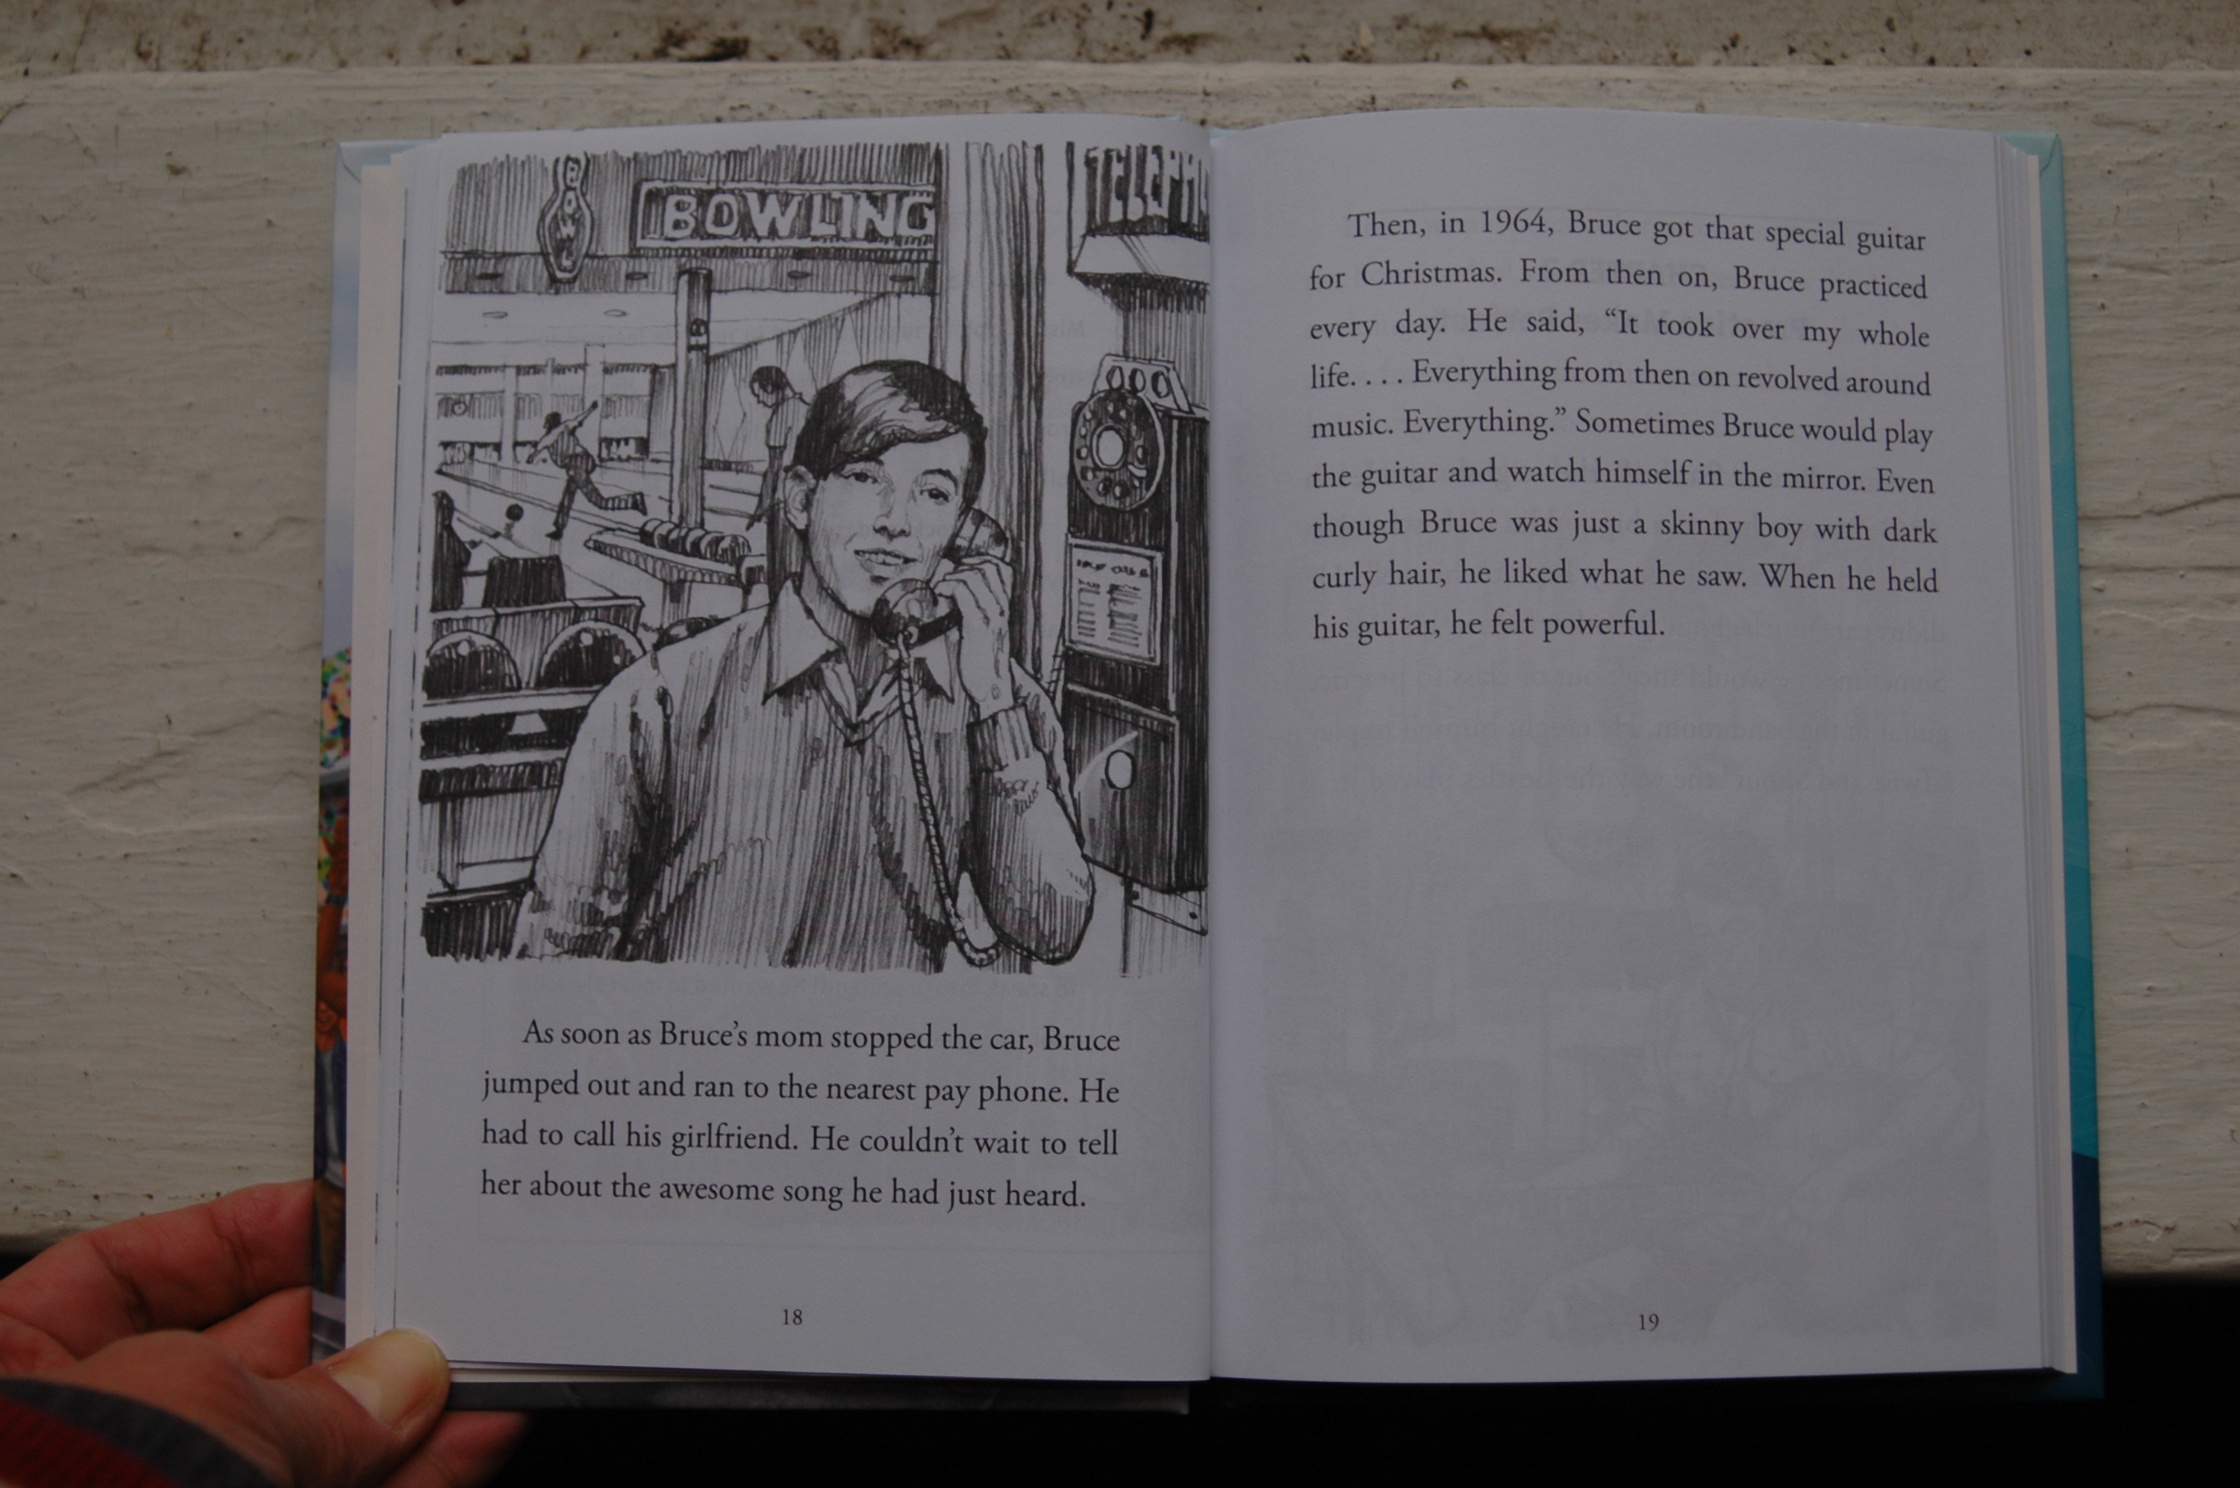 BOWL
BOWLING
As soon as Bruce’s mom stopped the car, Bruce
jumped out and ran to the nearest pay phone. He
had to call his girlfriend. He couldn’t wait to tell
her about the awesome song he had just heard.
18
Then, in 1964, Bruce got that special guitar
for Christmas. From then on, Bruce practiced
every day. He said, “It took over my whole
life. . . . Everything from then on revolved around
music. Everything.” Sometimes Bruce would play
the guitar and watch himself in the mirror. Even
though Bruce was just a skinny boy with dark
curly hair, he liked what he saw. When he held
his guitar, he felt powerful.
19